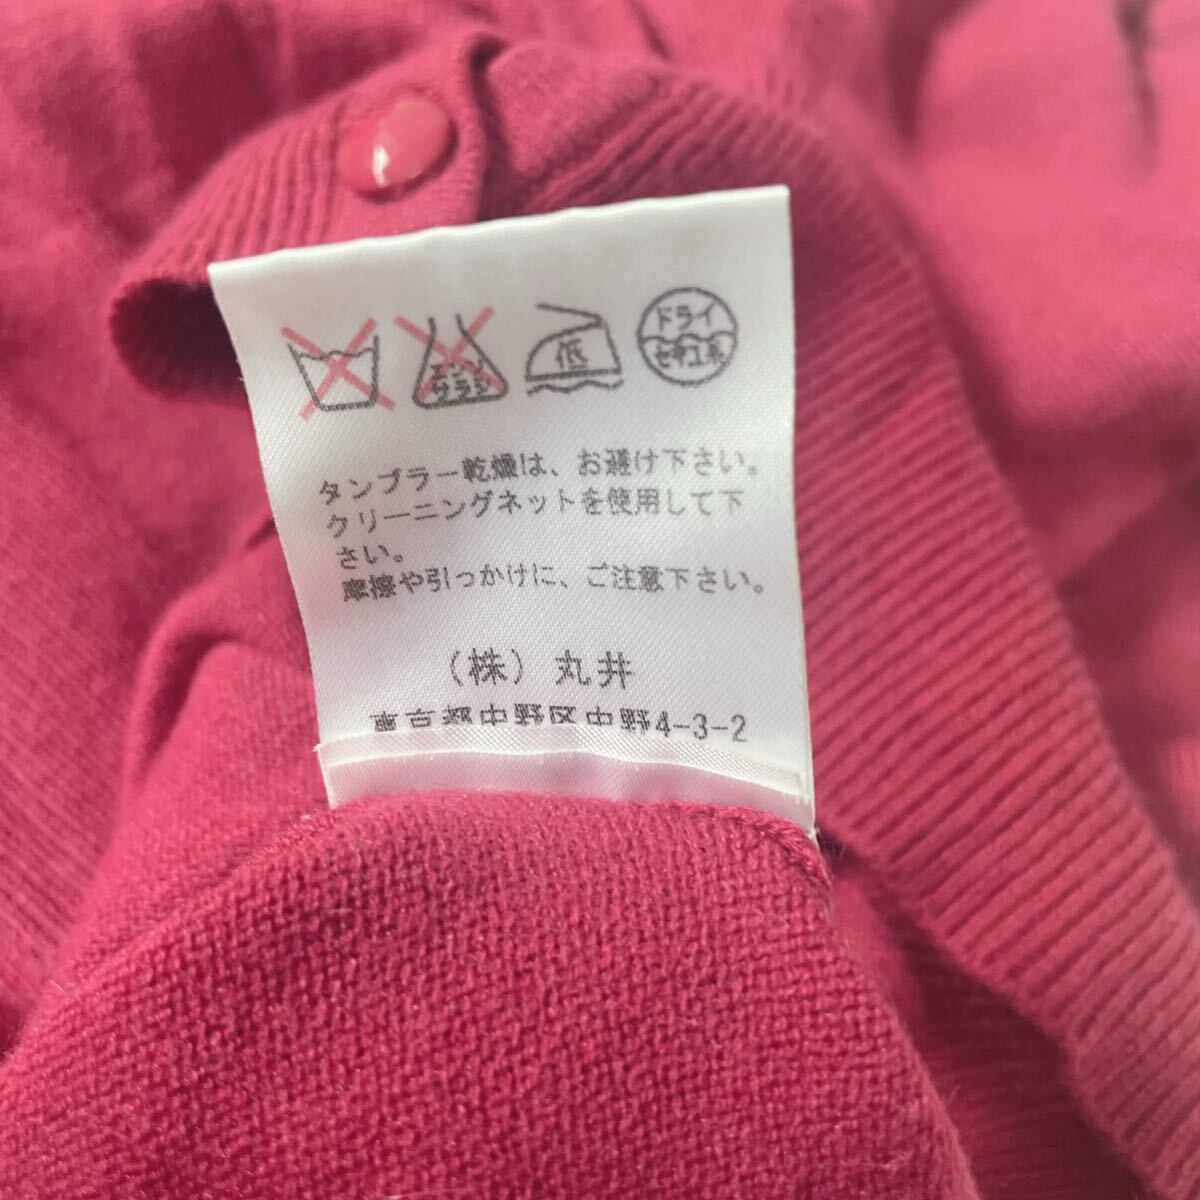 エンソ
サラシ
低
ドライ
セキユ系
タンブラー乾燥は、お避け下さい。
クリーニングネットを使用して下
さい。
摩擦や引っかけに、ご注意下さい。
（株）丸井
東京都中野区中野4-3-2